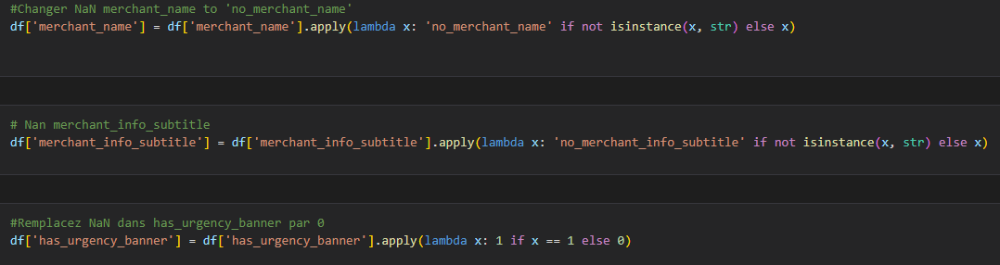 #Changer NaN merchant_name to 'no_merchant_name'
df['merchant_name'] = df['merchant_name'].apply(lambda x: 'no_merchant_name' if not isinstance(x, str) else x)
# Nan merchant_info_subtitle
df['merchant_info_subtitle'] = df['merchant_info_subtitle'].apply(lambda x: 'no_merchant_info_subtitle' if not isinstance(x, str) else x)
#Remplacez NaN dans has_urgency_banner par 0
df['has_urgency_banner'] = df['has_urgency_banner'].apply(lambda x: 1 if x == 1 else 0)